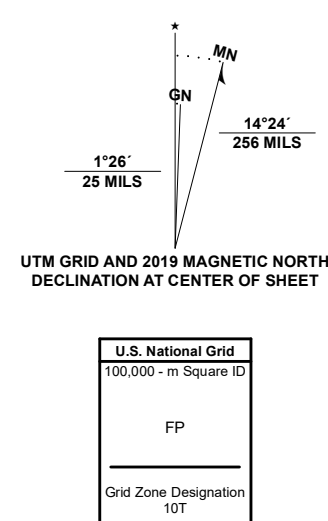 ★
MN
GN
14°24´
256 MILS
1°26´
25 MILS
UTM GRID AND 2019 MAGNETIC NORTH
DECLINATION AT CENTER OF SHEET
U.S. National Grid
100,000 - m Square ID
FP
Grid Zone Designation
10T